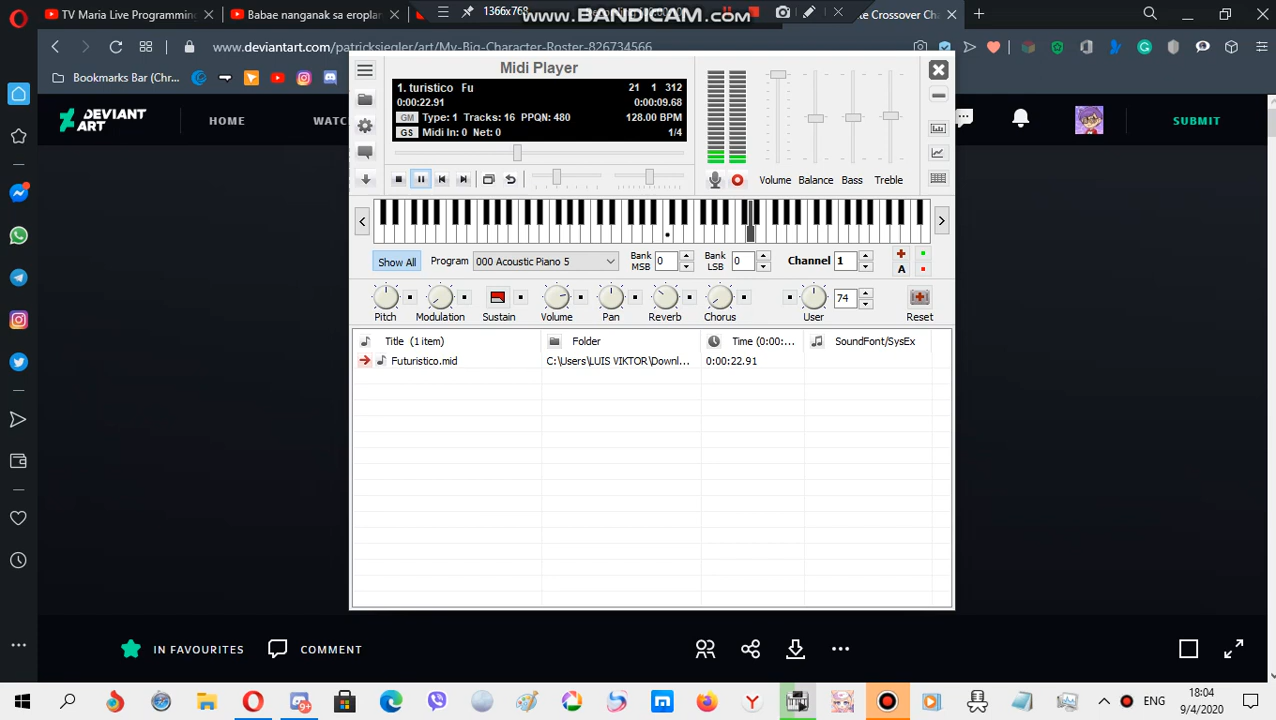 TV Maria Live Programming
Babae nanganak sa eroplan
1366x768
www.BANDICAM.com
te Crossover Cha
www.deviantart.com/patricksiegler/art/My-Big-Character-Roster-826734566
Bookmarks Bar (Chr...
DEVIANT ART
HOME
WATC
SUBMIT
Midi Player
1. turistico Fu
21 1 312
0:00:22.91
0:00:09.68
GM Type: 1 Tracks: 16 PPQN: 480
128.00 BPM
GS Midi In: 0 Net: 0
1/4
Volume Balance Bass Treble
Show All
Program
000 Acoustic Piano 5
Bank MSB
0
Bank LSB
0
Channel
1
A
Pitch Modulation Sustain Volume Pan Reverb Chorus User 74 Reset
Title (1 item)
Folder
Time (0:00:...
SoundFont/SysEx
Futuristico.mid
C:\Users\LUIS VIKTOR\Downl...
0:00:22.91
IN FAVOURITES
COMMENT
9+
ENG
18:04
9/4/2020